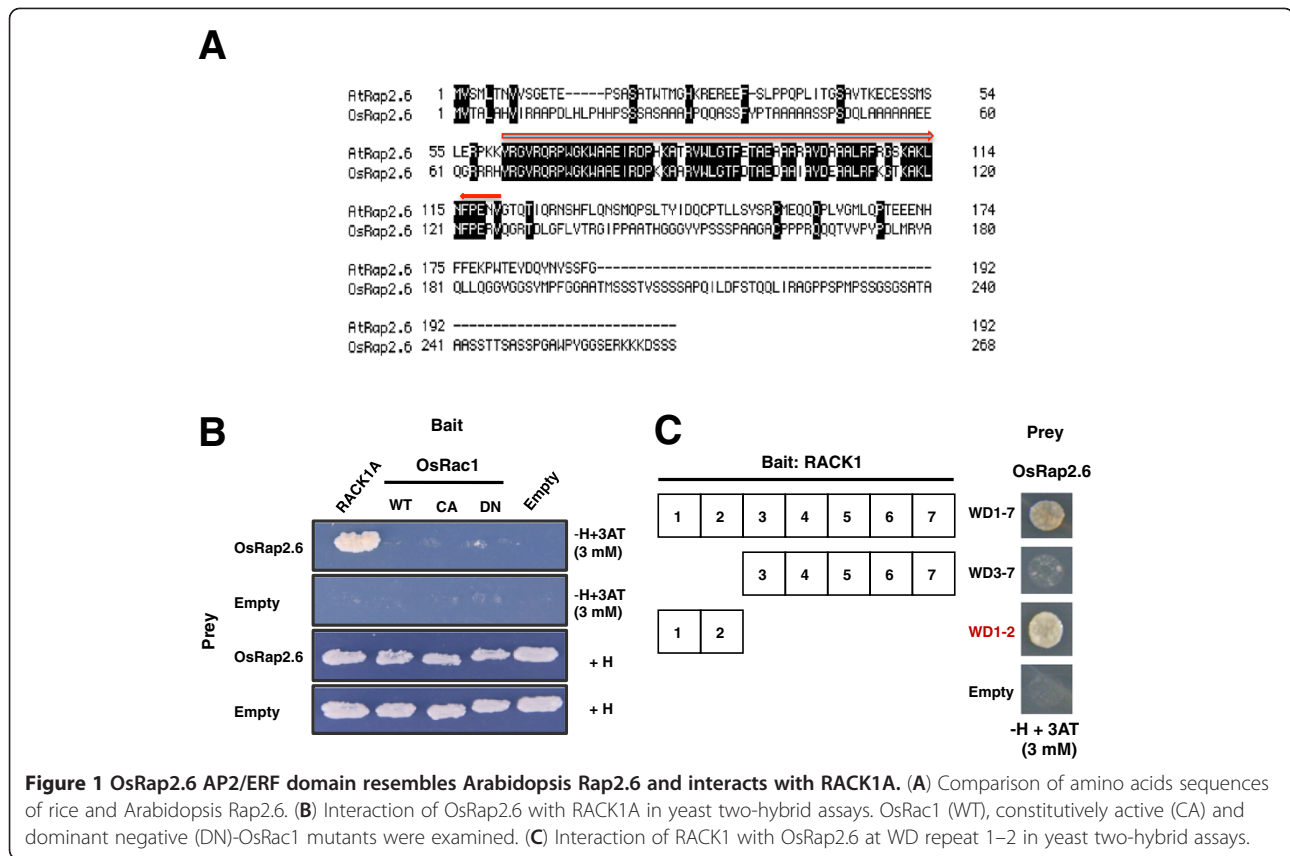 A
AtRap2.6 1 MVSMLTNVVSGETE-----PSASATWTMGHKREREEF-SLPPQPLITGSAVTKECESSMS 54
OsRap2.6 1 MVTALAHVIRAAPDLHLPHHPSSSASAAAHPQQASSFYPTAAAAASSPSDQLAAAAAAEE 60
AtRap2.6 55 LERPKKYRGVRQRPWGKWAAEIRDPHKATRVWLGTFETAEAAARAYDAAALRFRGSKAKL 114
OsRap2.6 61 QGRRRHYRGVRQRPWGKWAAEIRDPKKAARVWLGTFDTAEDAAIAYDEAALRFKGTKAKL 120
AtRap2.6 115 NFPENVGTQTIQRNSHFLQNSMQPSLTYIDQCPTLLSYSRCMEQQQPLVGMLQPTEEENH 174
OsRap2.6 121 NFPERVQGRTDLGFLVTRGIPPAATHGGGYYPSSSPAAGACPPPRQQQTVVPYPDLMRYA 180
AtRap2.6 175 FFEKPWTEYDQYNYSSFG------------------------------------------ 192
OsRap2.6 181 QLLQGGVGGSVMPFGGAATMSSSTVSSSSAPQILDFSTQQLIRAGPPSPMPSSGSGSATA 240
AtRap2.6 192 ---------------------------- 192
OsRap2.6 241 AASSTTSASSPGAWPYGGSERKKKDSSS 268
B
Bait
RACK1A
OsRac1
WT CA DN
Empty
Prey
OsRap2.6
-H+3AT
(3 mM)
Empty
-H+3AT
(3 mM)
OsRap2.6
+ H
Empty
+ H
C
Prey
Bait: RACK1
OsRap2.6
1 2 3 4 5 6 7
WD1-7
3 4 5 6 7
WD3-7
1 2
WD1-2
Empty
-H + 3AT
(3 mM)
Figure 1 OsRap2.6 AP2/ERF domain resembles Arabidopsis Rap2.6 and interacts with RACK1A. (A) Comparison of amino acids sequences
of rice and Arabidopsis Rap2.6. (B) Interaction of OsRap2.6 with RACK1A in yeast two-hybrid assays. OsRac1 (WT), constitutively active (CA) and
dominant negative (DN)-OsRac1 mutants were examined. (C) Interaction of RACK1 with OsRap2.6 at WD repeat 1–2 in yeast two-hybrid assays.